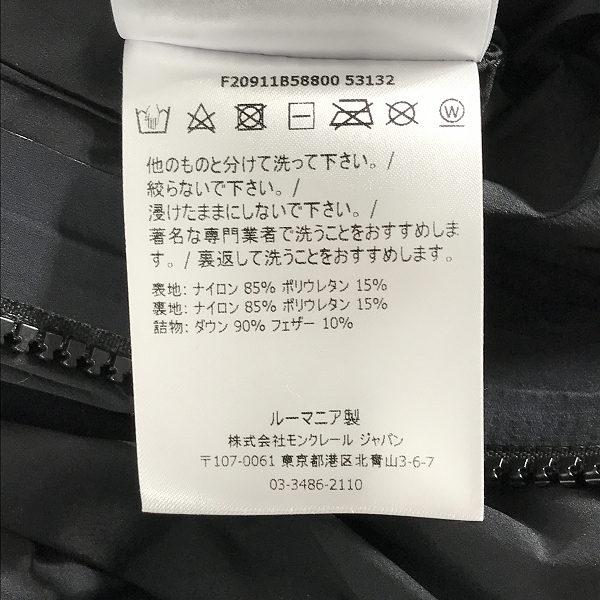 F20911B58800 53132
W
他のものと分けて洗って下さい。/
絞らないで下さい。/
浸けたままにしないで下さい。/
著名な専門業者で洗うことをおすすめしま
す。/ 裏返して洗うことをおすすめします。
表地: ナイロン 85% ポリウレタン 15%
裏地: ナイロン 85% ポリウレタン 15%
詰物: ダウン 90% フェザー 10%
ルーマニア製
株式会社モンクレール ジャパン
〒107-0061 東京都港区北青山3-6-7
03-3486-2110